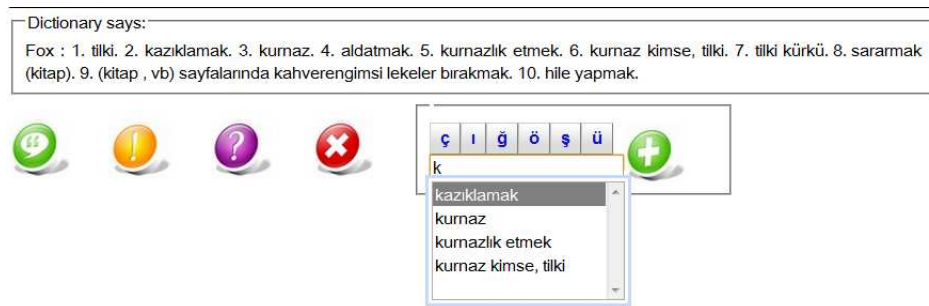 Dictionary says:
Fox : 1. tilki. 2. kazıklamak. 3. kurnaz. 4. aldatmak. 5. kurnazlık etmek. 6. kurnaz kimse, tilki. 7. tilki kürkü. 8. sararmak
(kitap). 9. (kitap , vb) sayfalarında kahverengimsi lekeler bırakmak. 10. hile yapmak.
ç ı ğ ö ş ü
k
kazıklamak
kurnaz
kurnazlık etmek
kurnaz kimse, tilki